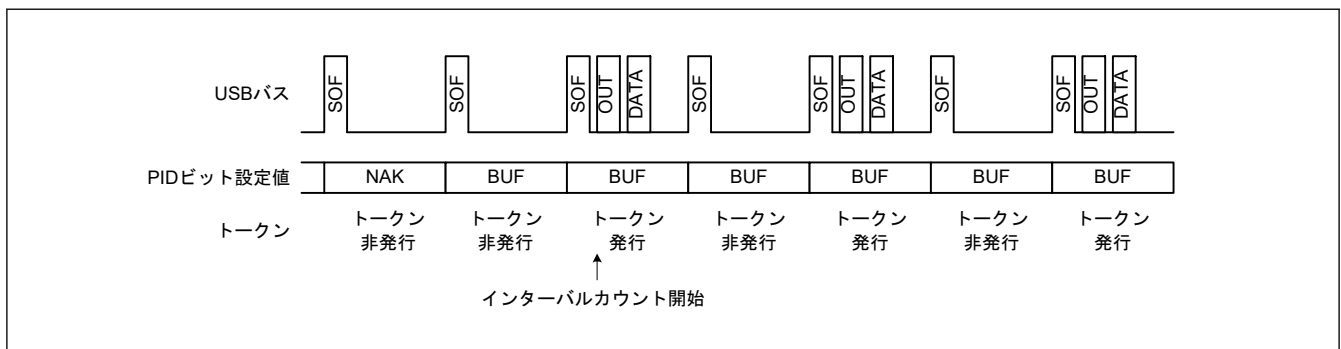 USBバス
SOF SOF SOF OUT DATA SOF SOF OUT DATA SOF SOF OUT DATA
PIDビット設定値 NAK BUF BUF BUF BUF BUF BUF
トークン トークン トークン トークン トークン トークン トークン トークン
非発行 非発行 発行 非発行 発行 非発行 発行
インターバルカウント開始